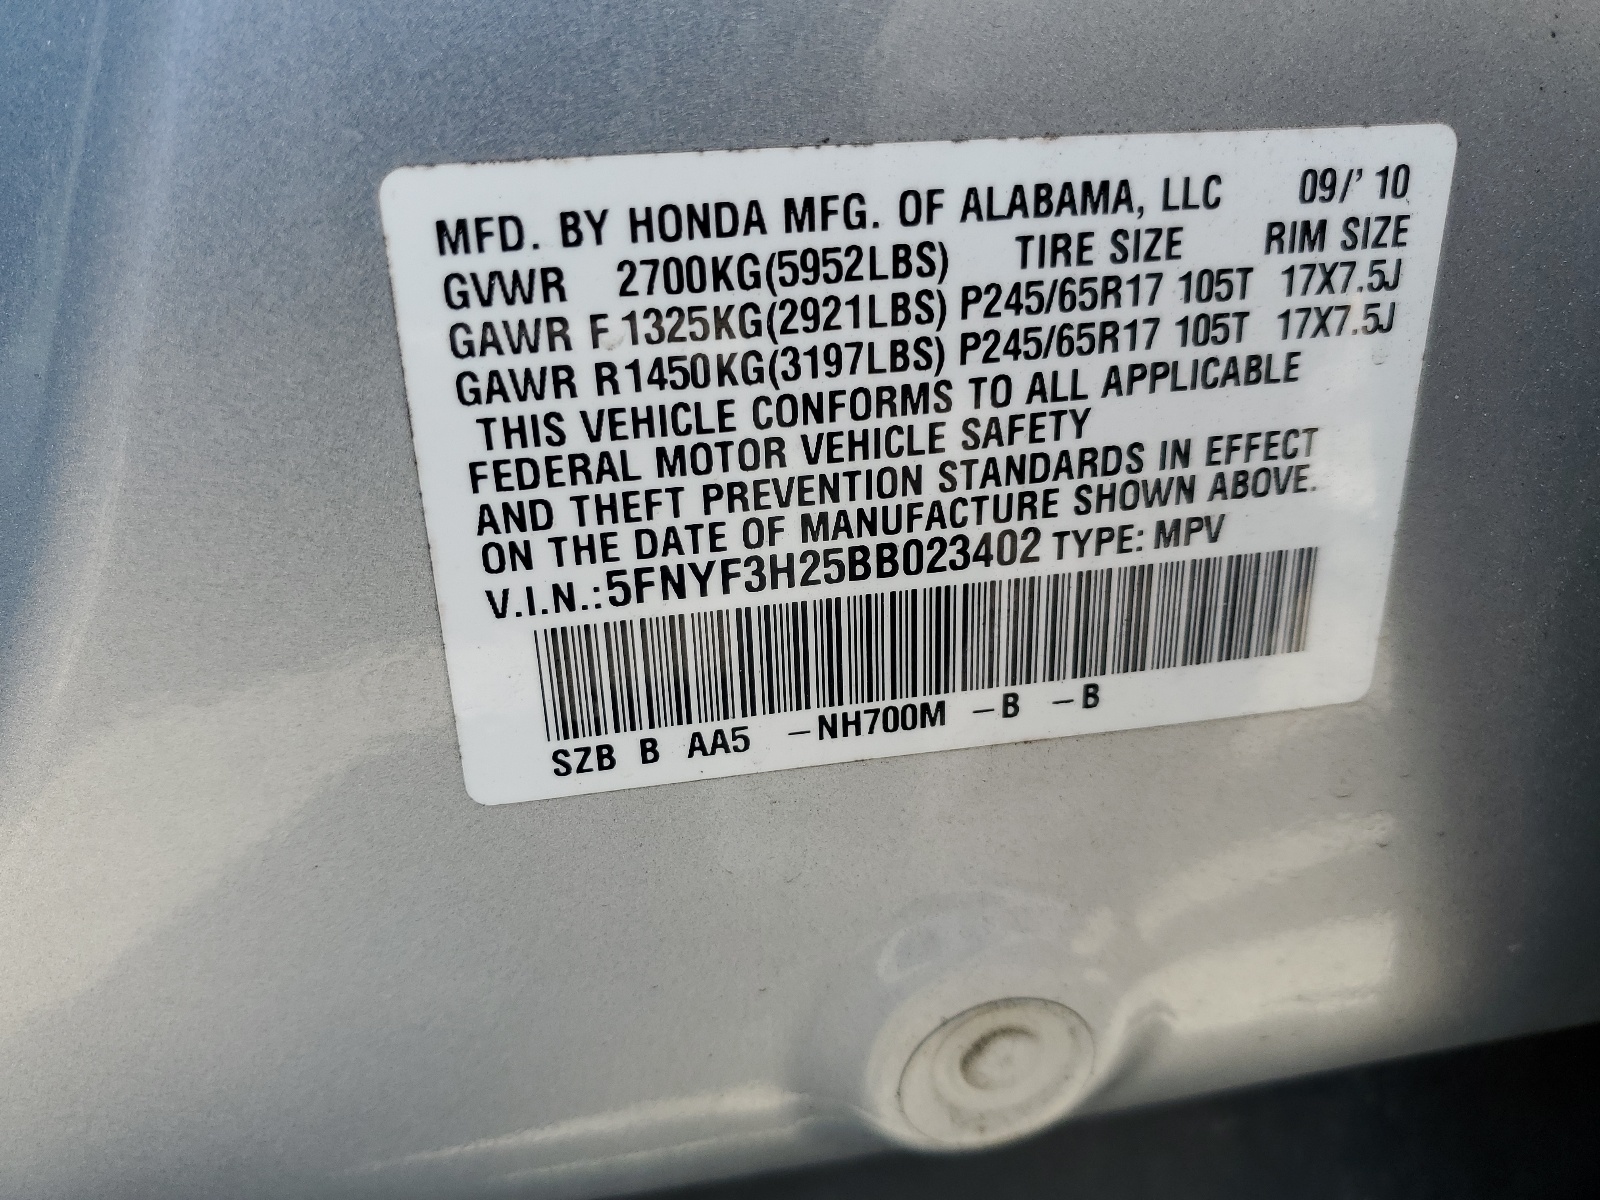 MFD. BY HONDA MFG. OF ALABAMA, LLC 09/' 10
GVWR 2700KG(5952LBS) TIRE SIZE RIM SIZE
GAWR F 1325KG(2921LBS) P245/65R17 105T 17X7.5J
GAWR R1450KG(3197LBS) P245/65R17 105T 17X7.5J
THIS VEHICLE CONFORMS TO ALL APPLICABLE
FEDERAL MOTOR VEHICLE SAFETY
AND THEFT PREVENTION STANDARDS IN EFFECT
ON THE DATE OF MANUFACTURE SHOWN ABOVE.
V.I.N.:5FNYF3H25BB023402 TYPE: MPV
SZB B AA5 –NH700M –B –B